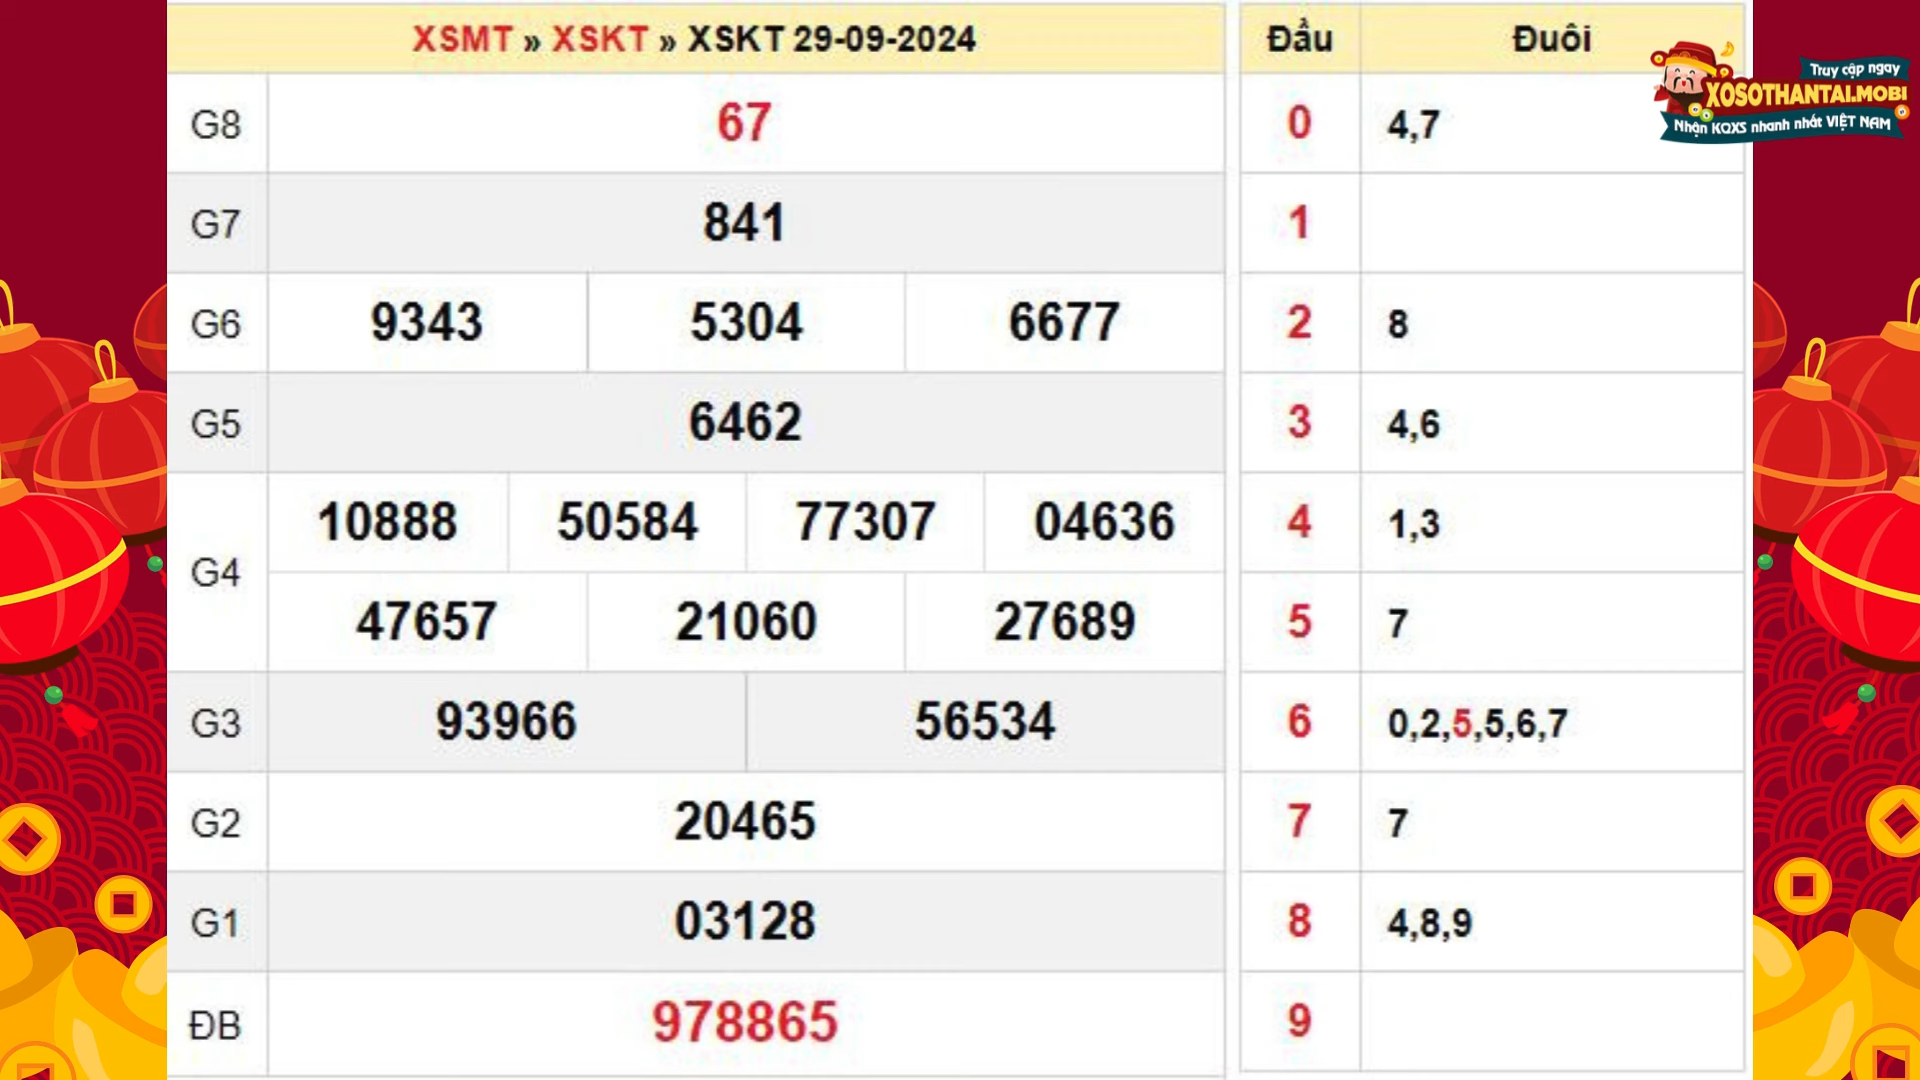 XSMT » XSKT » XSKT 29-09-2024
G8 67
G7 841
G6 9343 5304 6677
G5 6462
G4 10888 50584 77307 04636
47657 21060 27689
G3 93966 56534
G2 20465
G1 03128
ĐB 978865
Đầu Đuôi
0 4,7
1
2 8
3 4,6
4 1,3
5 7
6 0,2,5,5,6,7
7 7
8 4,8,9
9
Truy cập ngay
XOSOTHANTAI.MOBI
Nhận KQXS nhanh nhất VIỆT NAM